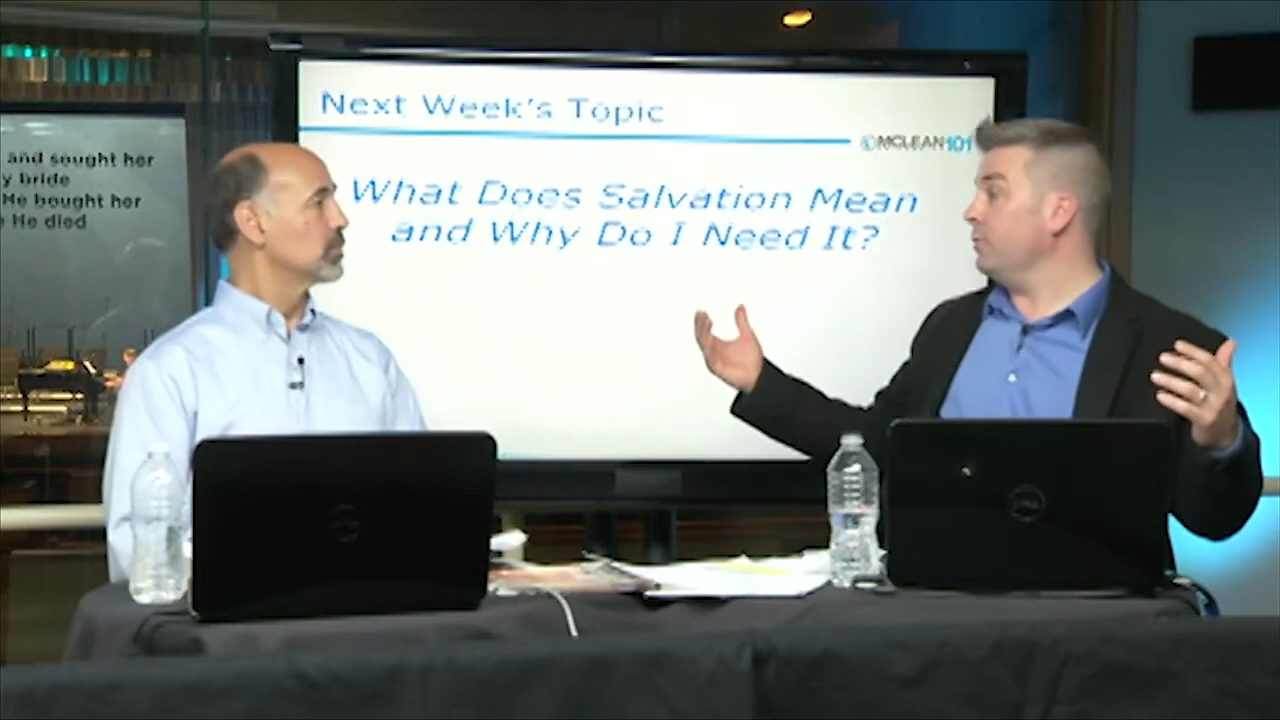 and sought her
y bride
He bought her
He died
Next Week's Topic
MCLEAN101
What Does Salvation Mean
and Why Do I Need It?
DELL